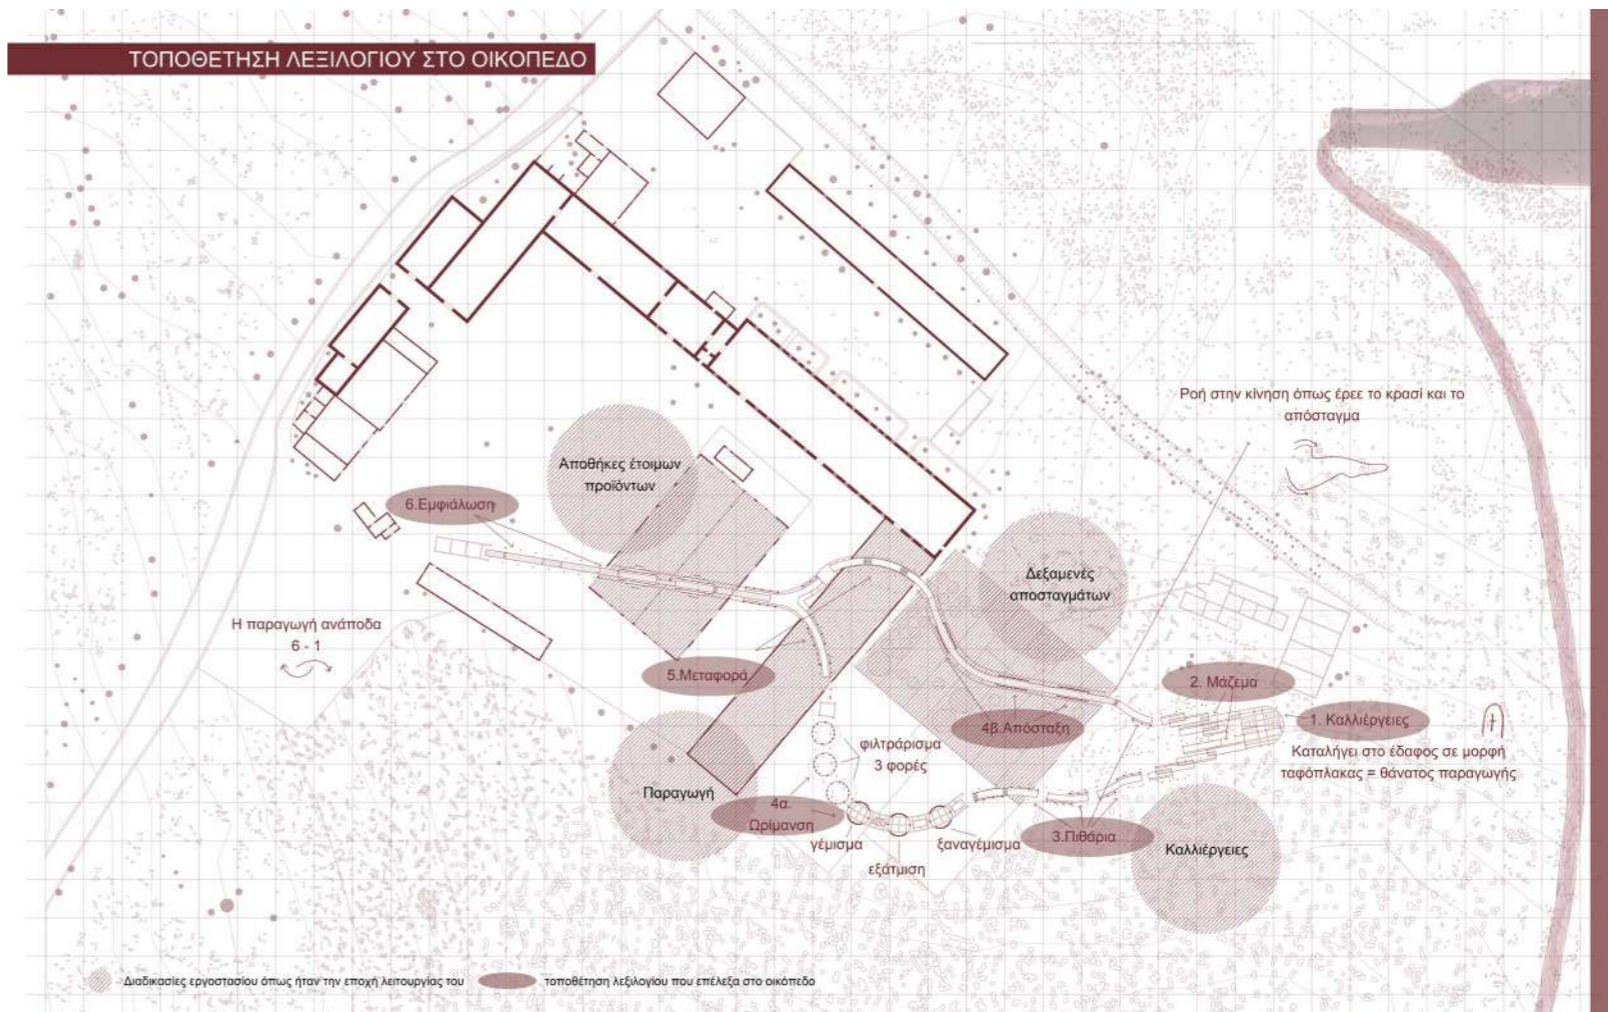 ΤΟΠΟΘΕΤΗΣΗ ΛΕΞΙΛΟΓΙΟΥ ΣΤΟ ΟΙΚΟΠΕΔΟ
Ροή στην κίνηση όπως έρεε το κρασί και το
απόσταγμα
Αποθήκες έτοιμων
προϊόντων
6.Εμφιάλωση
Δεξαμενές
αποσταγμάτων
Η παραγωγή ανάποδα
6 - 1
5.Μεταφορά
2. Μάζεμα
1. Καλλιέργειες
4β.Απόσταξη
Καταλήγει στο έδαφος σε μορφή
ταφόπλακας = θάνατος παραγωγής
φιλτράρισμα
3 φορές
Παραγωγή
4α.
Ωρίμανση
γέμισμα
ξαναγέμισμα
εξάτμιση
3.Πιθάρια
Καλλιέργειες
Διαδικασίες εργοστασίου όπως ήταν την εποχή λειτουργίας του
τοποθέτηση λεξιλογίου που επέλεξα στο οικόπεδο